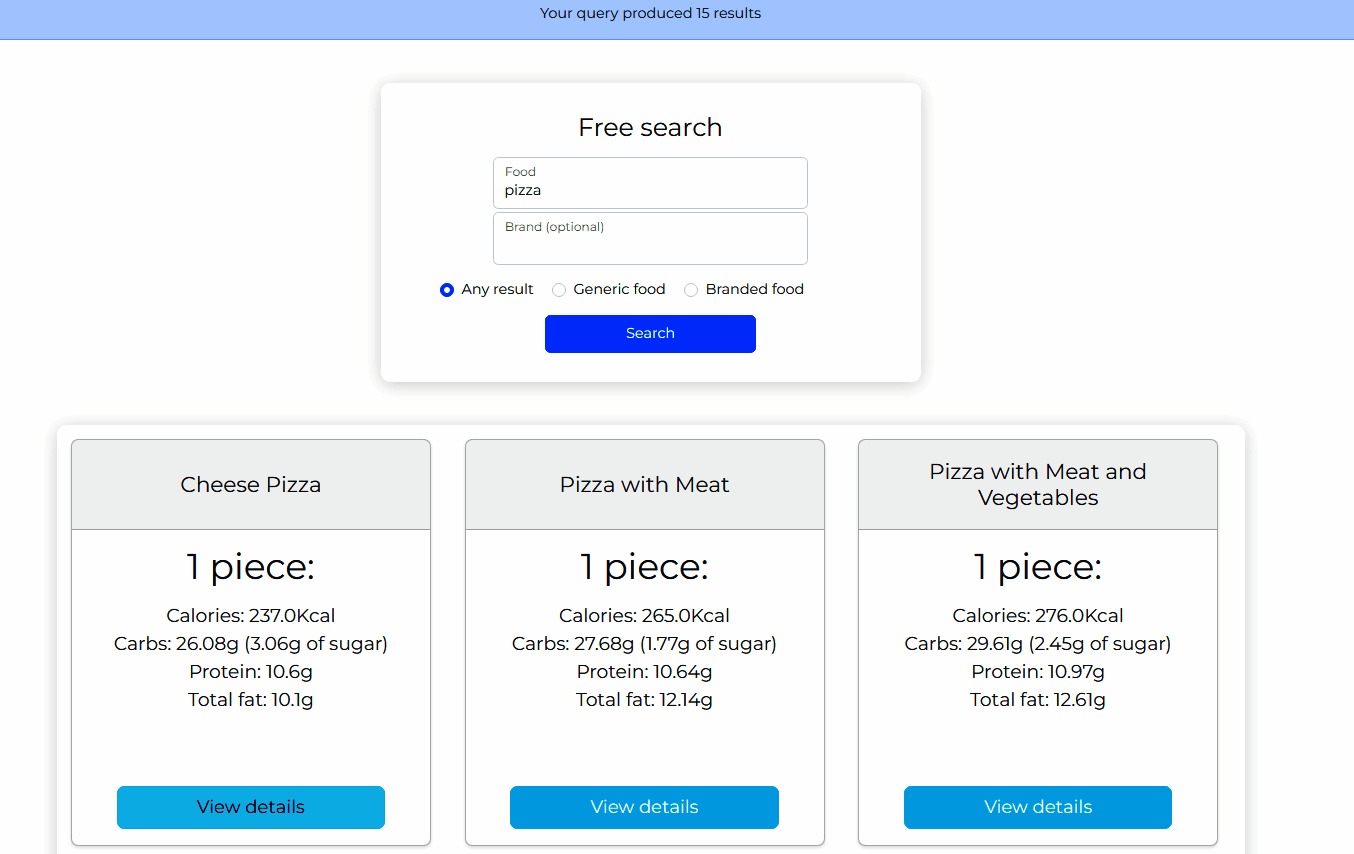 Your query produced 15 results
Free search
Food
pizza
Brand (optional)
Any result Generic food Branded food
Search
Cheese Pizza
1 piece:
Calories: 237.0Kcal
Carbs: 26.08g (3.06g of sugar)
Protein: 10.6g
Total fat: 10.1g
View details
Pizza with Meat
1 piece:
Calories: 265.0Kcal
Carbs: 27.68g (1.77g of sugar)
Protein: 10.64g
Total fat: 12.14g
View details
Pizza with Meat and
Vegetables
1 piece:
Calories: 276.0Kcal
Carbs: 29.61g (2.45g of sugar)
Protein: 10.97g
Total fat: 12.61g
View details